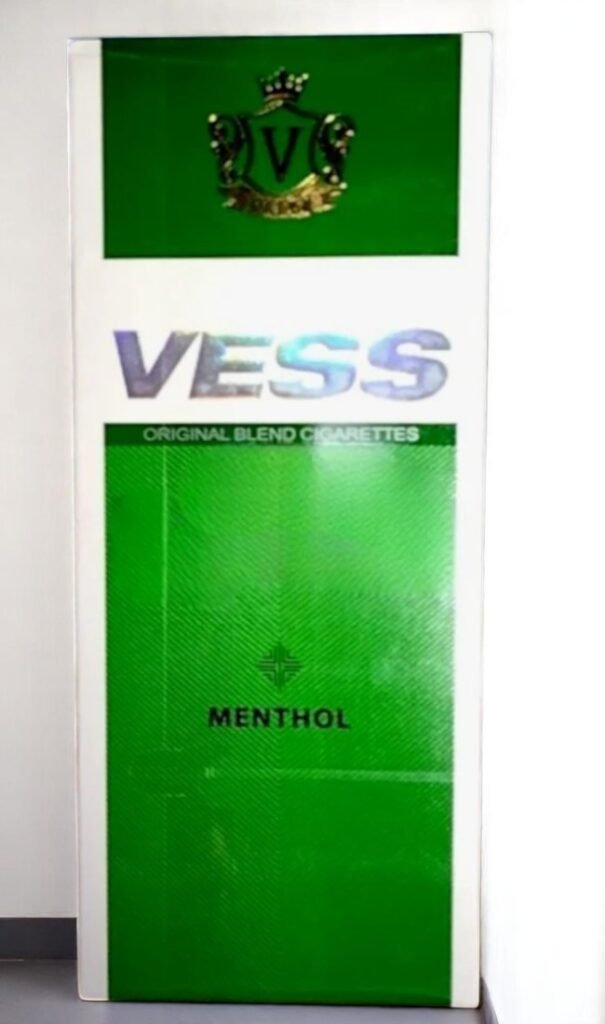 V
VESS
ORIGINAL BLEND CIGARETTES
MENTHOL